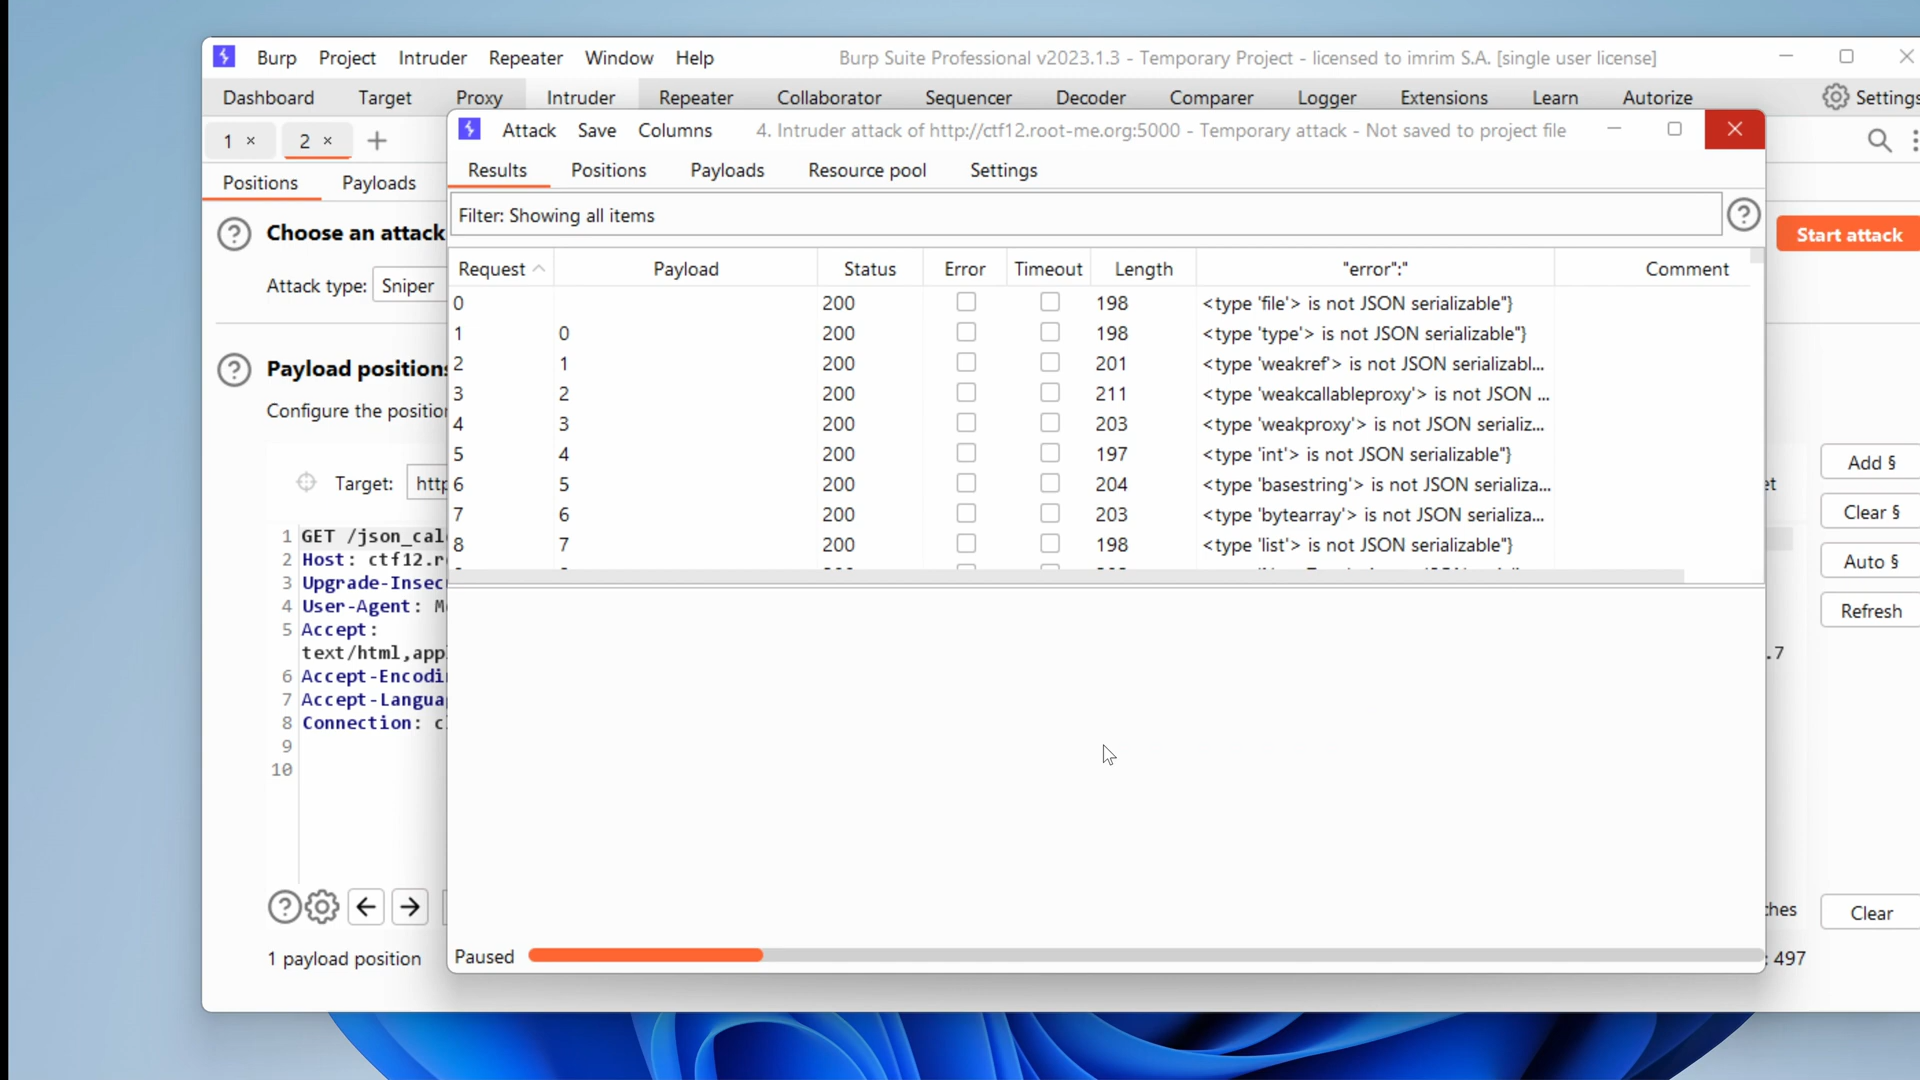 Burp Project Intruder Repeater Window Help Burp Suite Professional v2023.1.3 - Temporary Project - licensed to imrim S.A. [single user license]
Dashboard Target Proxy Intruder Repeater Collaborator Sequencer Decoder Comparer Logger Extensions Learn Autorize Settings
1 × 2 × +
Attack Save Columns 4. Intruder attack of http://ctf12.root-me.org:5000 - Temporary attack - Not saved to project file
Positions Payloads
Results Positions Payloads Resource pool Settings
Filter: Showing all items
Choose an attack
Start attack
Attack type: Sniper
Request Payload Status Error Timeout Length "error":" Comment
0 200 198 <type 'file'> is not JSON serializable"}
1 0 200 198 <type 'type'> is not JSON serializable"}
2 1 200 201 <type 'weakref'> is not JSON serializabl...
3 2 200 211 <type 'weakcallableproxy'> is not JSON ...
4 3 200 203 <type 'weakproxy'> is not JSON serializ...
5 4 200 197 <type 'int'> is not JSON serializable"}
6 5 200 204 <type 'basestring'> is not JSON serializa...
7 6 200 203 <type 'bytearray'> is not JSON serializa...
8 7 200 198 <type 'list'> is not JSON serializable"}
Payload positions
Configure the positio
Target: http
et
Add §
Clear §
Auto §
Refresh
1 GET /json_cal
2 Host: ctf12.r
3 Upgrade-Insec
4 User-Agent: M
5 Accept:
text/html,app
.7
6 Accept-Encodi
7 Accept-Langua
8 Connection: c
9
10
ches
Clear
Paused
1 payload position
: 497